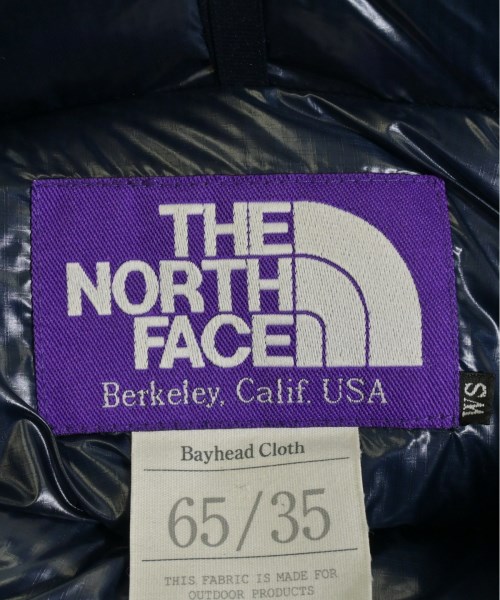 THE
NORTH
FACE
Berkeley, Calif. USA
WS
Bayhead Cloth
65/35
THIS FABRIC IS MADE FOR
OUTDOOR PRODUCTS